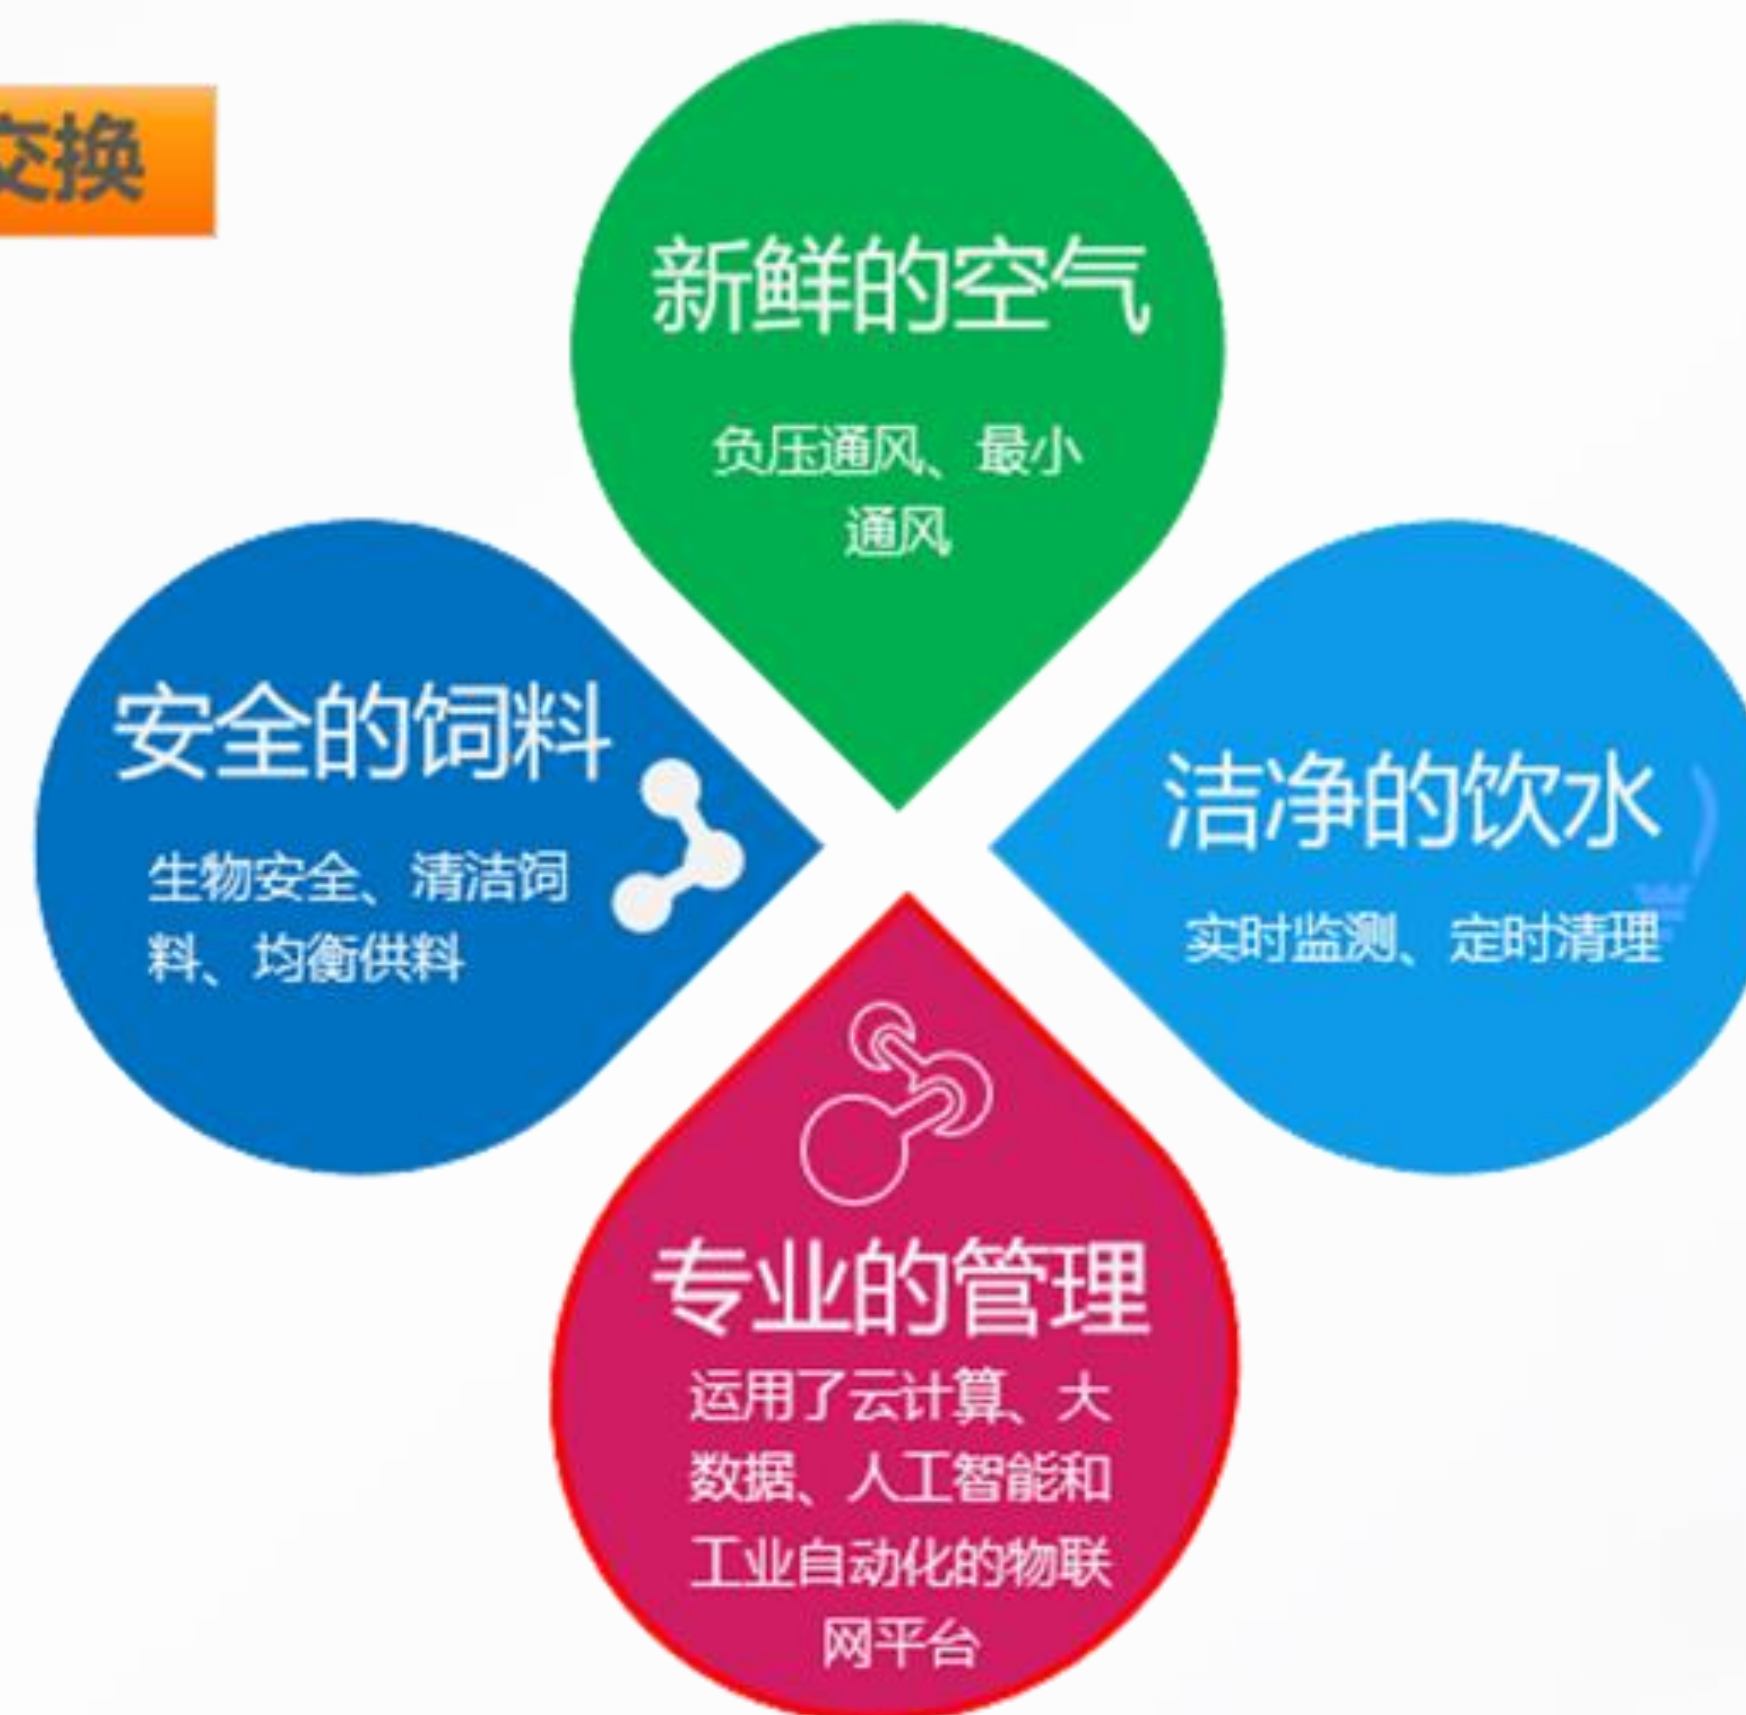 交换
新鲜的空气
负压通风、最小
通风
安全的饲料
生物安全、清洁饲
料、均衡供料
洁净的饮水
实时监测、定时清理
专业的管理
运用了云计算、大
数据、人工智能和
工业自动化的物联
网平台